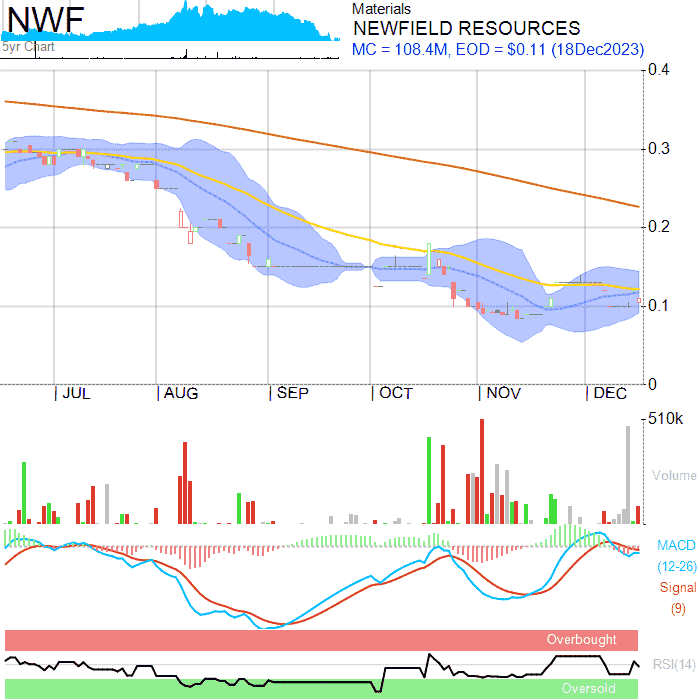 NWF
5yr Chart
Materials
NEWFIELD RESOURCES
MC = 108.4M, EOD = $0.11 (18Dec2023)
0.4
0.3
0.2
0.1
0
JUL
AUG
SEP
OCT
NOV
DEC
510k
Volume
MACD
(12-26)
Signal
(9)
Overbought
RSI(14)
Oversold